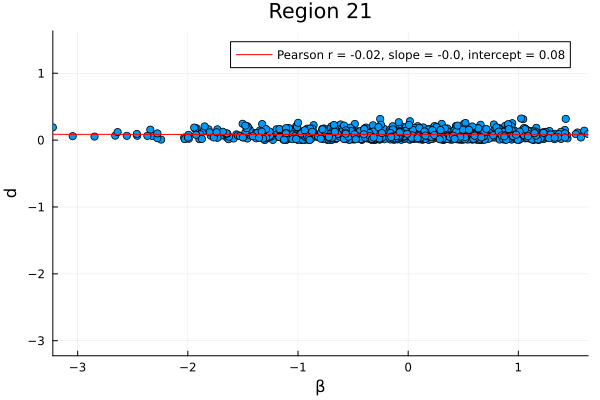 Region 21
Pearson r = -0.02, slope = -0.0, intercept = 0.08
1
0
−1
−2
−3
d
−3
−2
−1
0
1
β